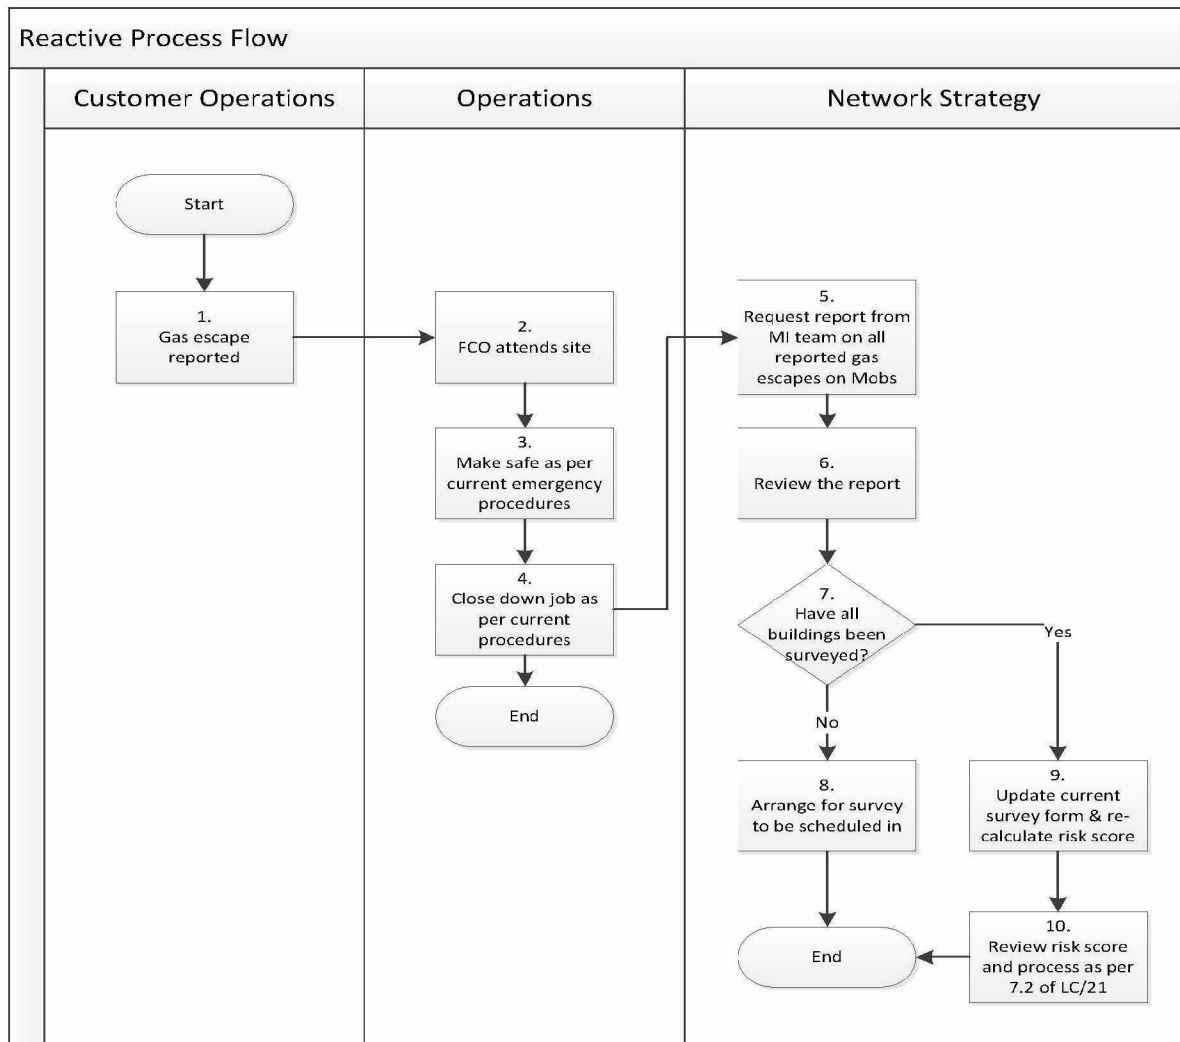 Reactive Process Flow
Customer Operations
Operations
Network Strategy
Start
1.
Gas escape
reported
2.
FCO attends site
3.
Make safe as per
current emergency
procedures
4.
Close down job as
per current
procedures
End
5.
Request report from
MI team on all
reported gas
escapes on Mobs
6.
Review the report
7.
Have all
buildings been
surveyed?
Yes
No
8.
Arrange for survey
to be scheduled in
9.
Update current
survey form & re-
calculate risk score
10.
Review risk score
and process as per
7.2 of LC/21
End